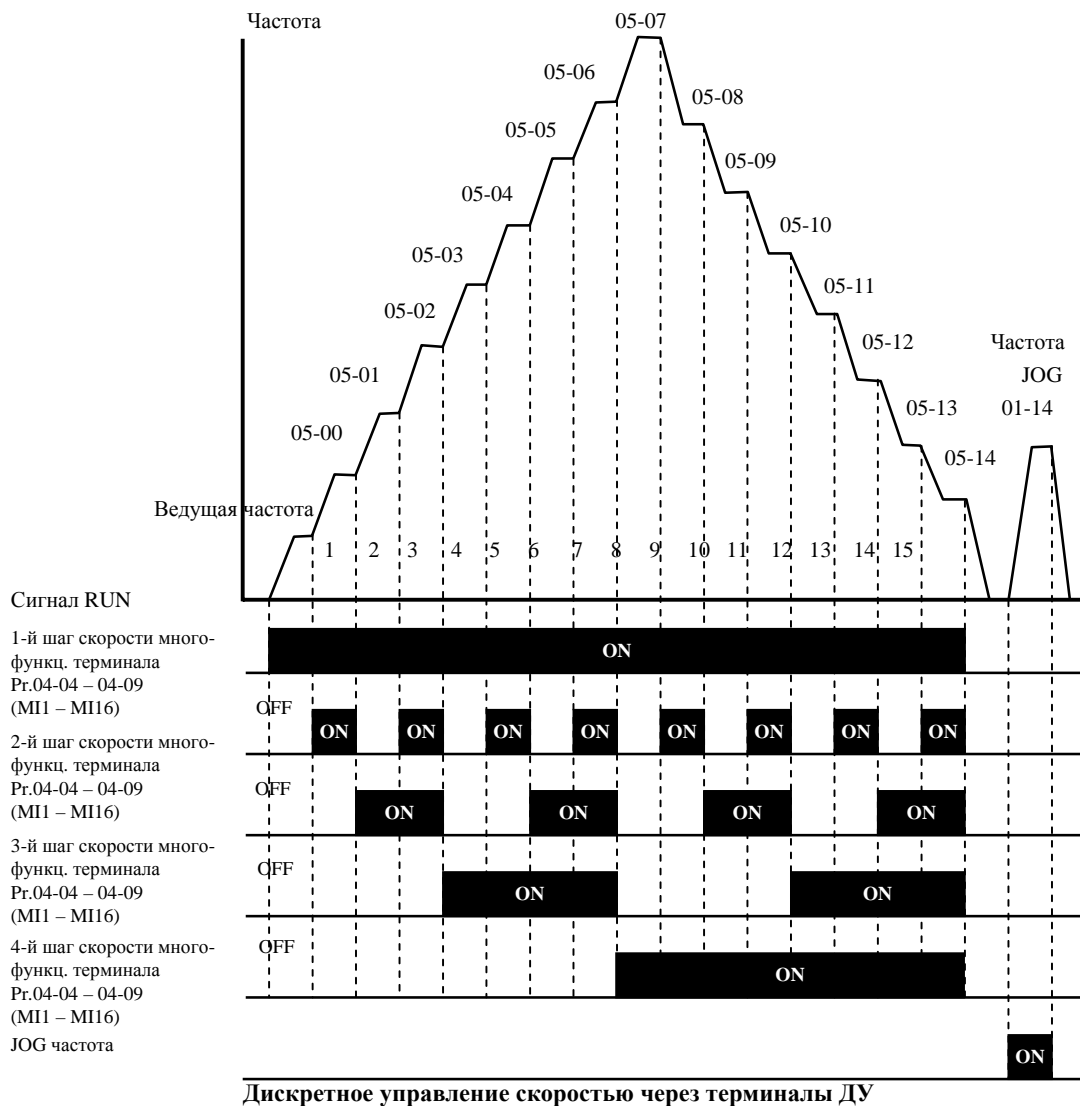 Частота
05-07
05-06
05-08
05-05
05-09
05-04
05-10
05-03
05-11
05-02
05-12
Частота
JOG
05-01
05-13
01-14
05-00
05-14
Ведущая частота
1 2 3 4 5 6 7 8 9 10 11 12 13 14 15
Сигнал RUN
1-й шаг скорости много-
функц. терминала
Pr.04-04 – 04-09
(MI1 – MI16)
ON
OFF
ON ON ON ON ON ON ON ON
2-й шаг скорости много-
функц. терминала
Pr.04-04 – 04-09
(MI1 – MI16)
OFF
ON ON ON ON
3-й шаг скорости много-
функц. терминала
Pr.04-04 – 04-09
(MI1 – MI16)
OFF
ON ON
4-й шаг скорости много-
функц. терминала
Pr.04-04 – 04-09
(MI1 – MI16)
OFF
ON
JOG частота
ON
Дискретное управление скоростью через терминалы ДУ